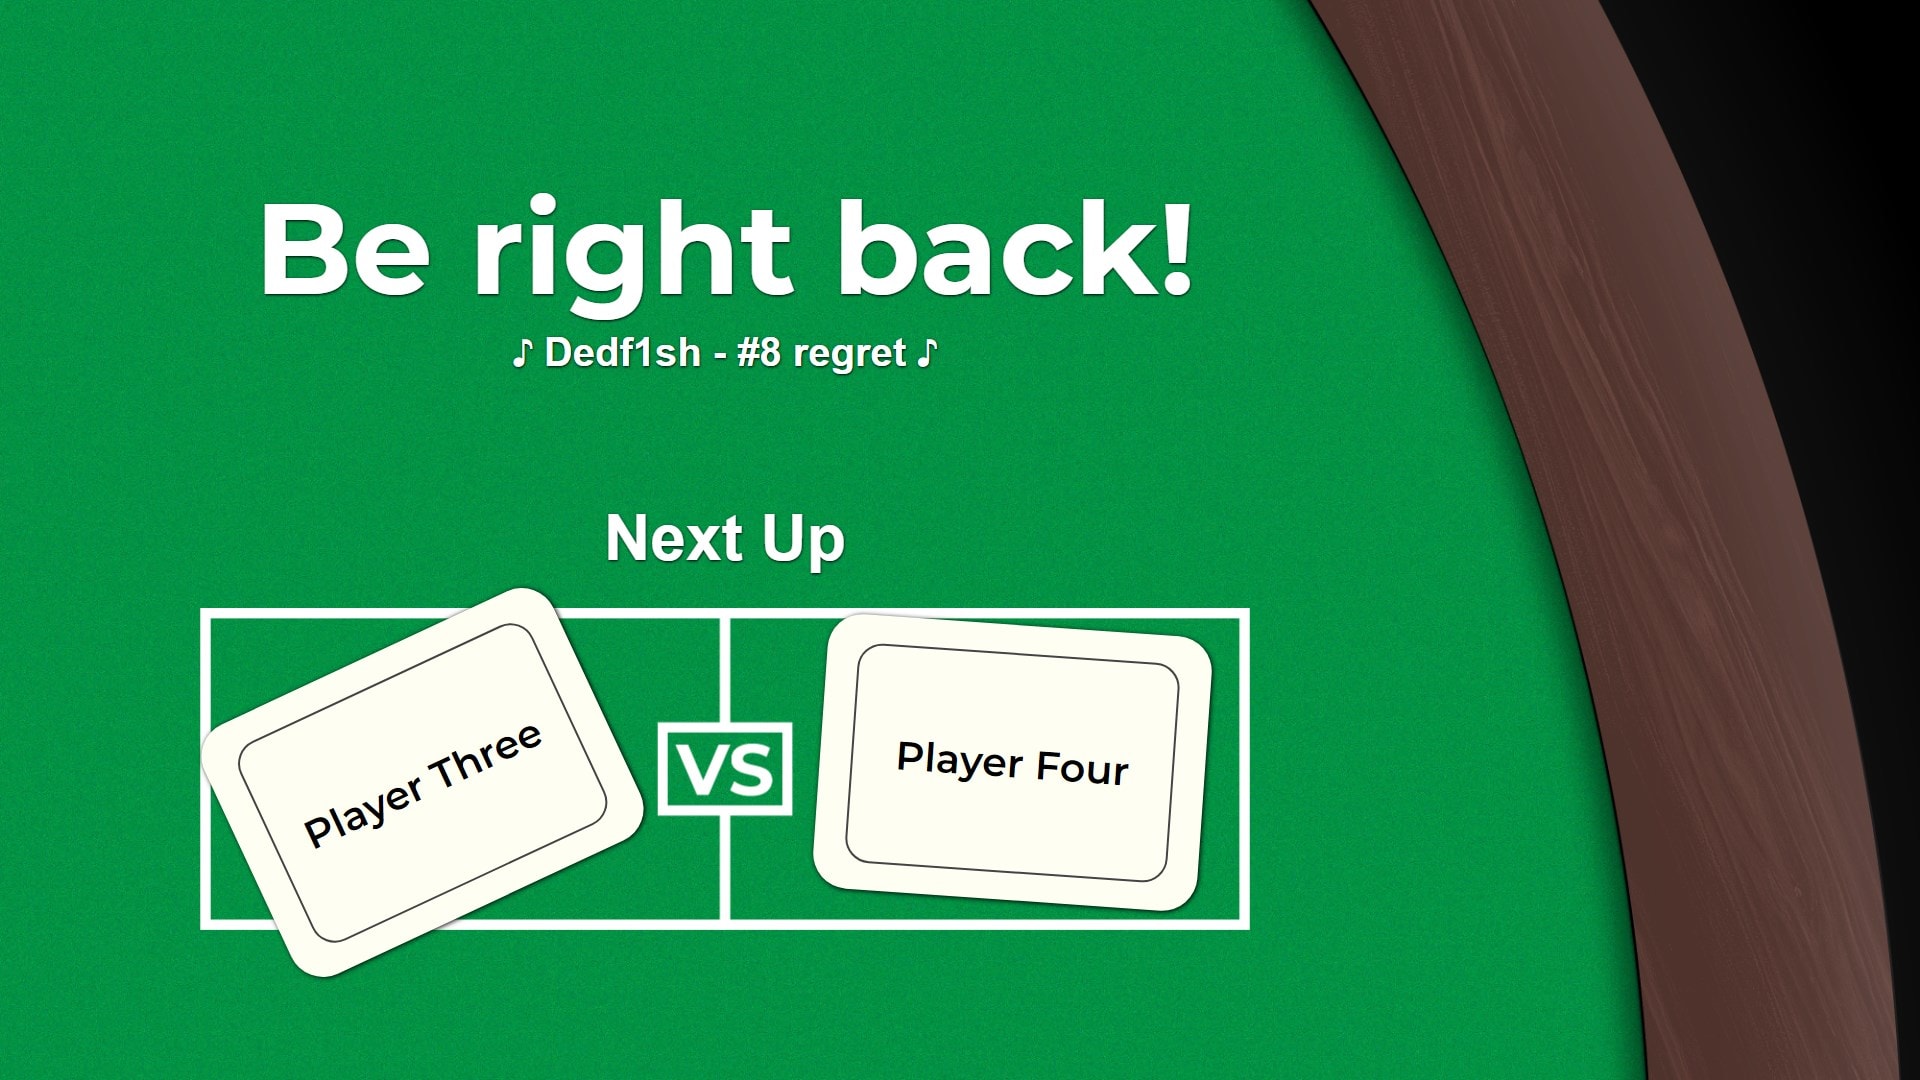 Be right back!
♪ Dedf1sh - #8 regret ♪
Next Up
Player Three
VS
Player Four